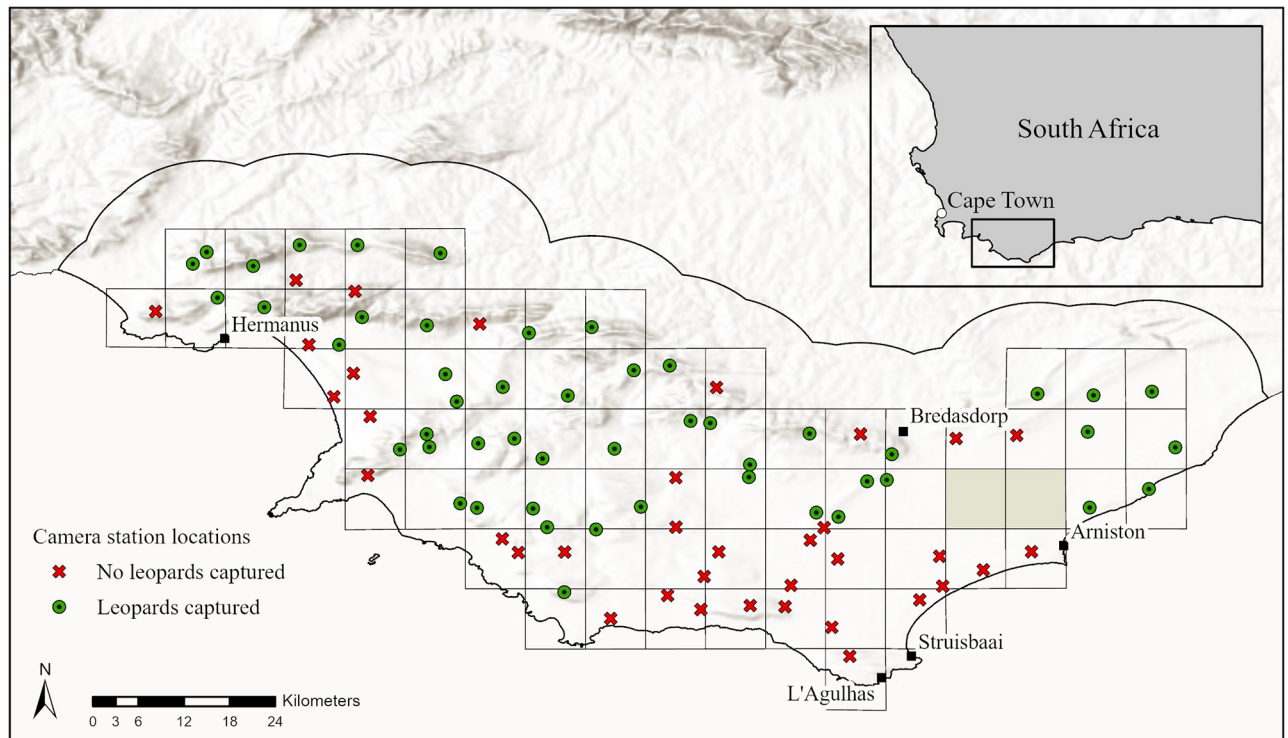 South Africa
Cape Town
Hermanus
Bredasdorp
Arniston
Struisbaai
L'Agulhas
Camera station locations
No leopards captured
Leopards captured
N
Kilometers
0 3 6 12 18 24